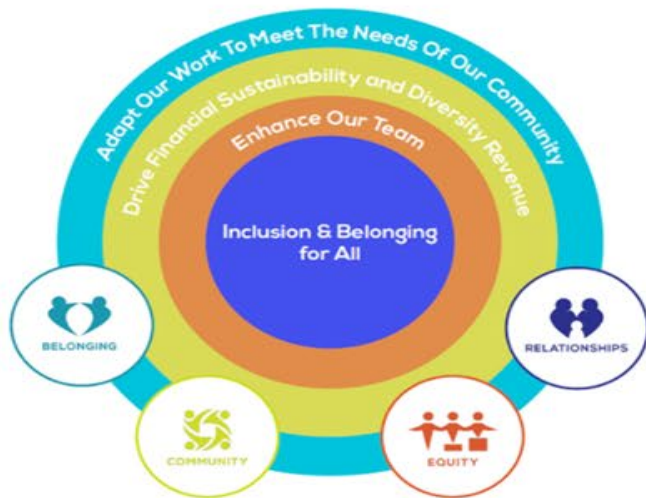 Adapt Our Work To Meet The Needs Of Our Community
Drive Financial Sustainability and Diversity Revenue
Enhance Our Team
Inclusion & Belonging
for All
BELONGING
RELATIONSHIPS
COMMUNITY
EQUITY